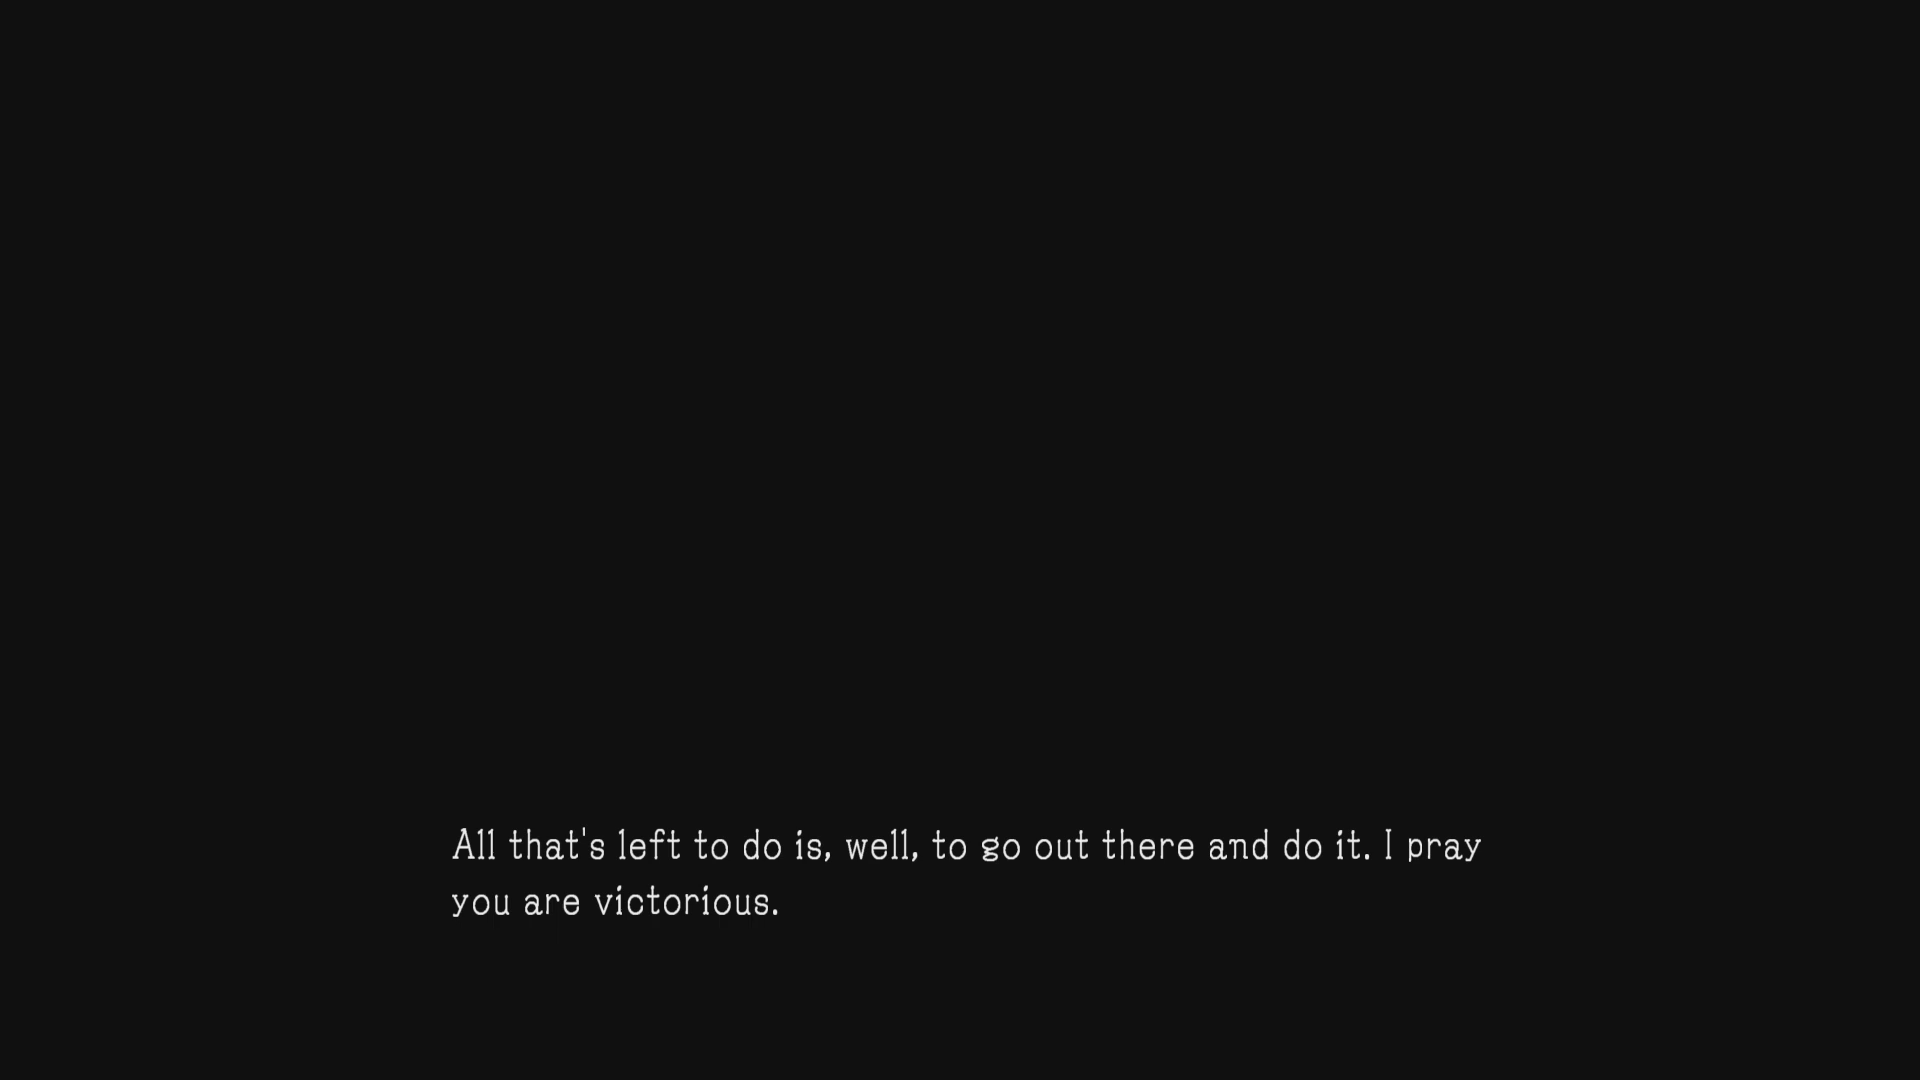 All that's left to do is, well, to go out there and do it. I pray
you are victorious.